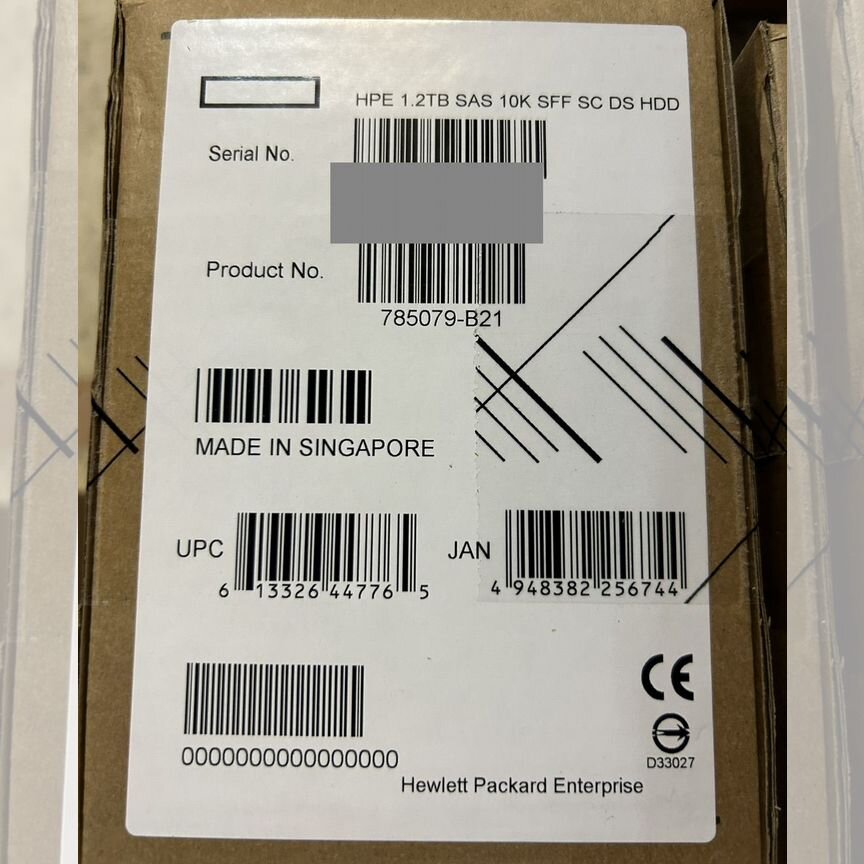 HPE 1.2TB SAS 10K SFF SC DS HDD
Serial No.
Product No.
785079-B21
MADE IN SINGAPORE
UPC
6 13326 44776 5
JAN
4 948382 256744
CE
D33027
0000000000000000
Hewlett Packard Enterprise